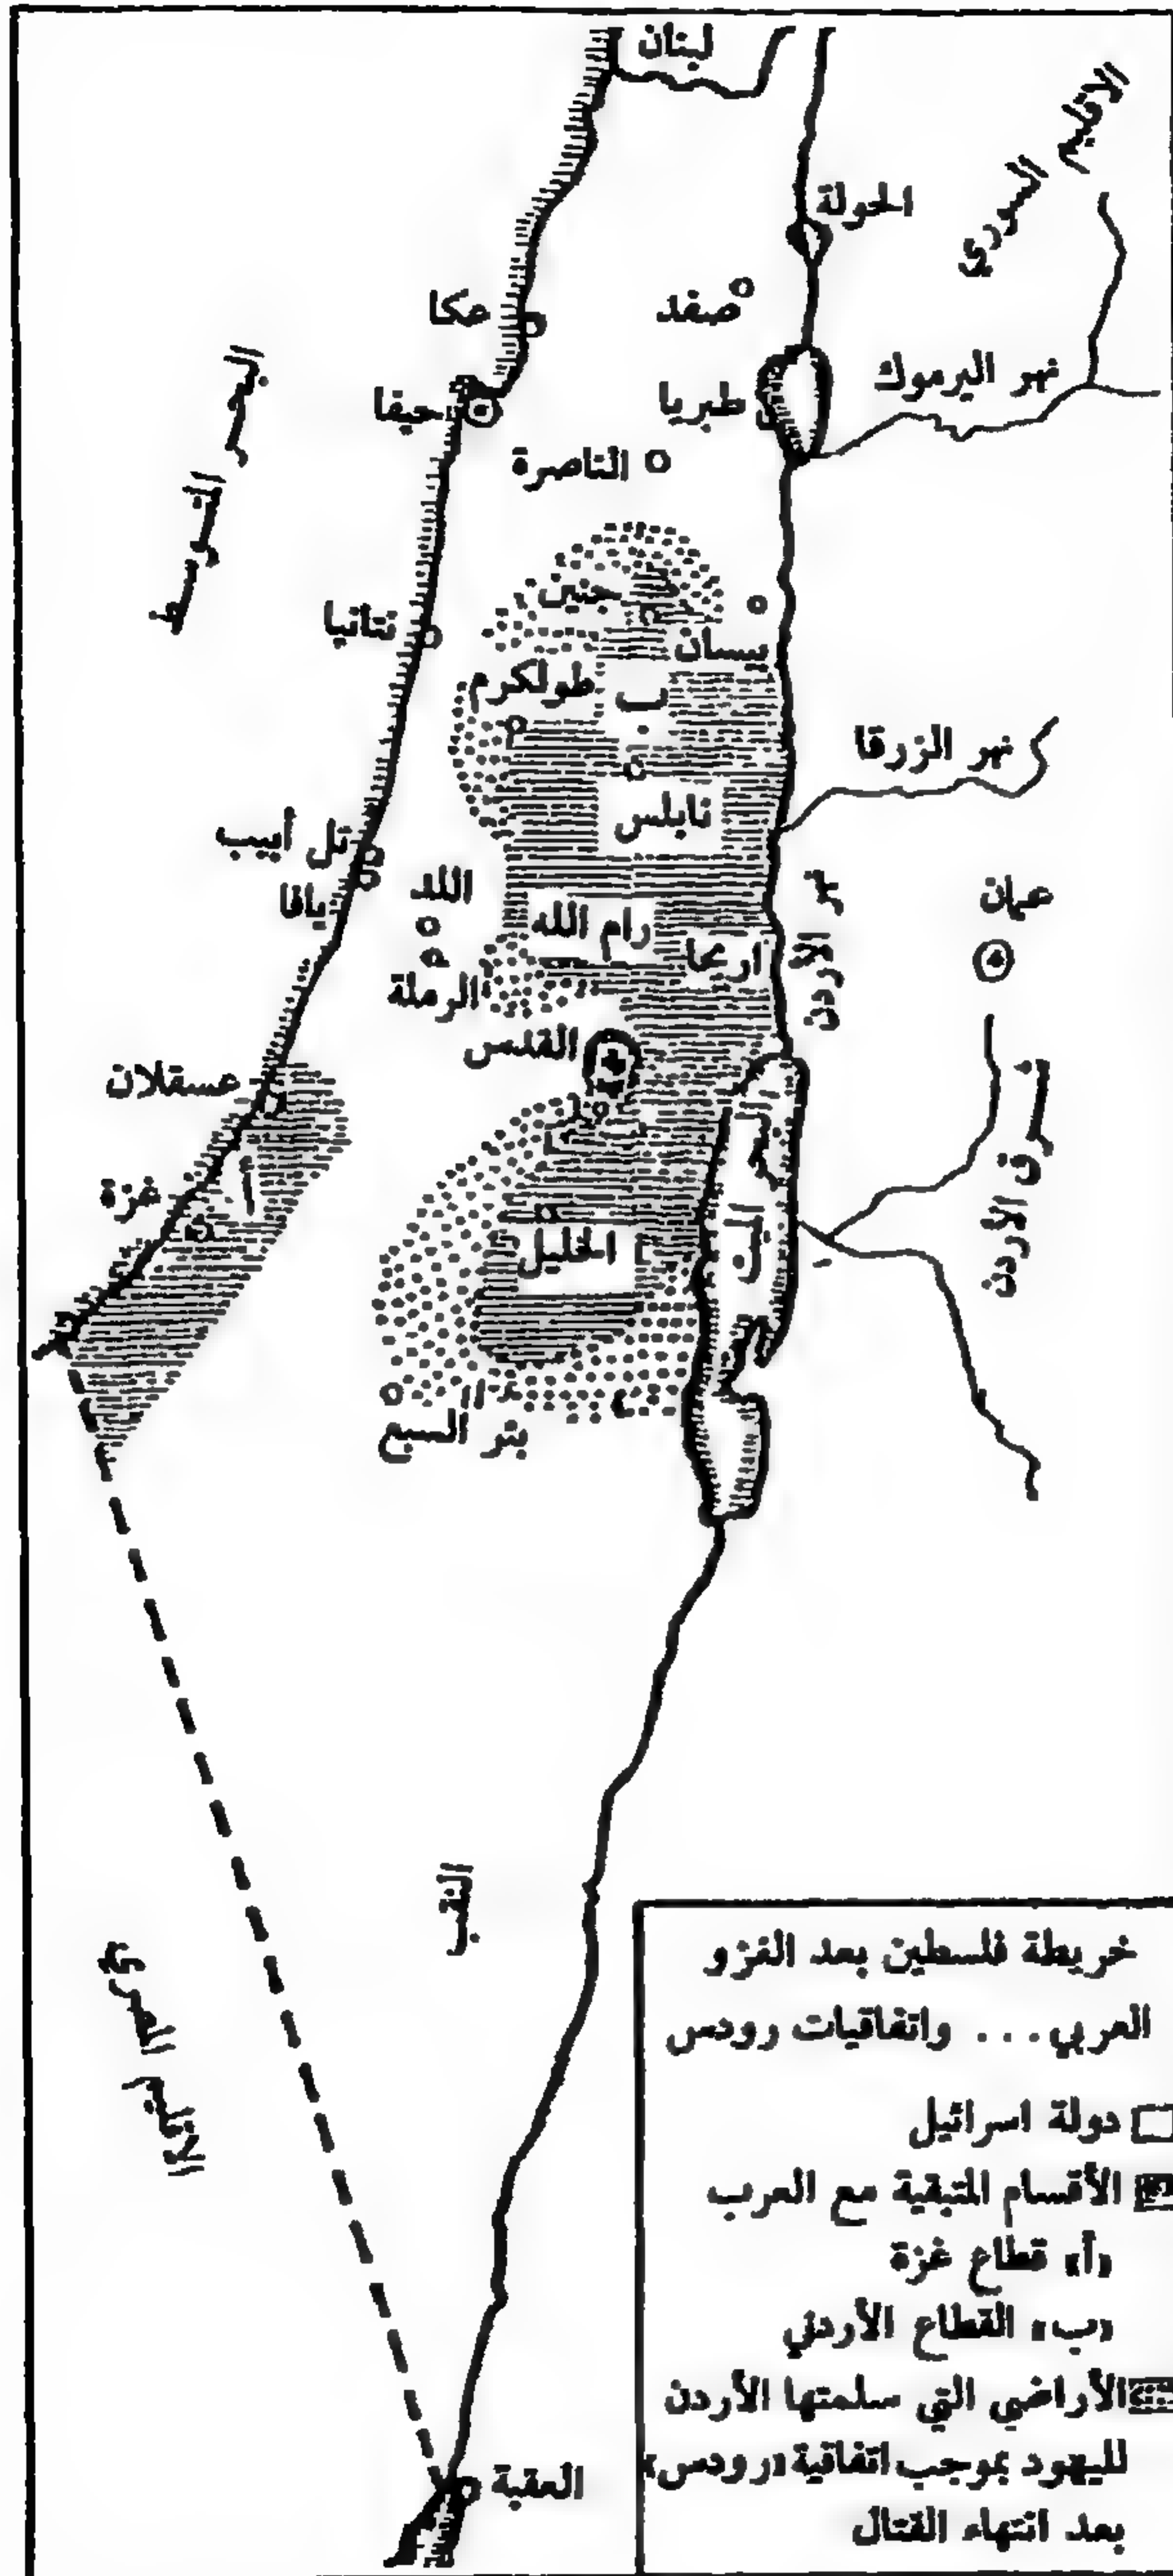 لبنان
الاقليم السوري
الحولة
صفد
عكا
نهر اليرموك
طبريا
حيفا
الناصرة
البحر المتوسط
جنين
نتانيا
بيسان
طولكرم
ب
نهر الزرقا
نابلس
تل أبيب
يافا
اللد
عمان
رام الله
اريحا
نهر الأردن
الرملة
القدس
عسقلان
شرق الأردن
البحر الميت
غزة
أ
الخليل
بئر السبع
النقب
الاقليم المصري
العقبة
خريطة فلسطين بعد الغزو
العربي... واتفاقيات رودس
دولة اسرائيل
الأقسام المتبقية مع العرب
«أ» قطاع غزة
«ب» القطاع الأردني
الأراضي التي سلمتها الأردن
لليهود بموجب اتفاقية «رودس»
بعد انتهاء القتال